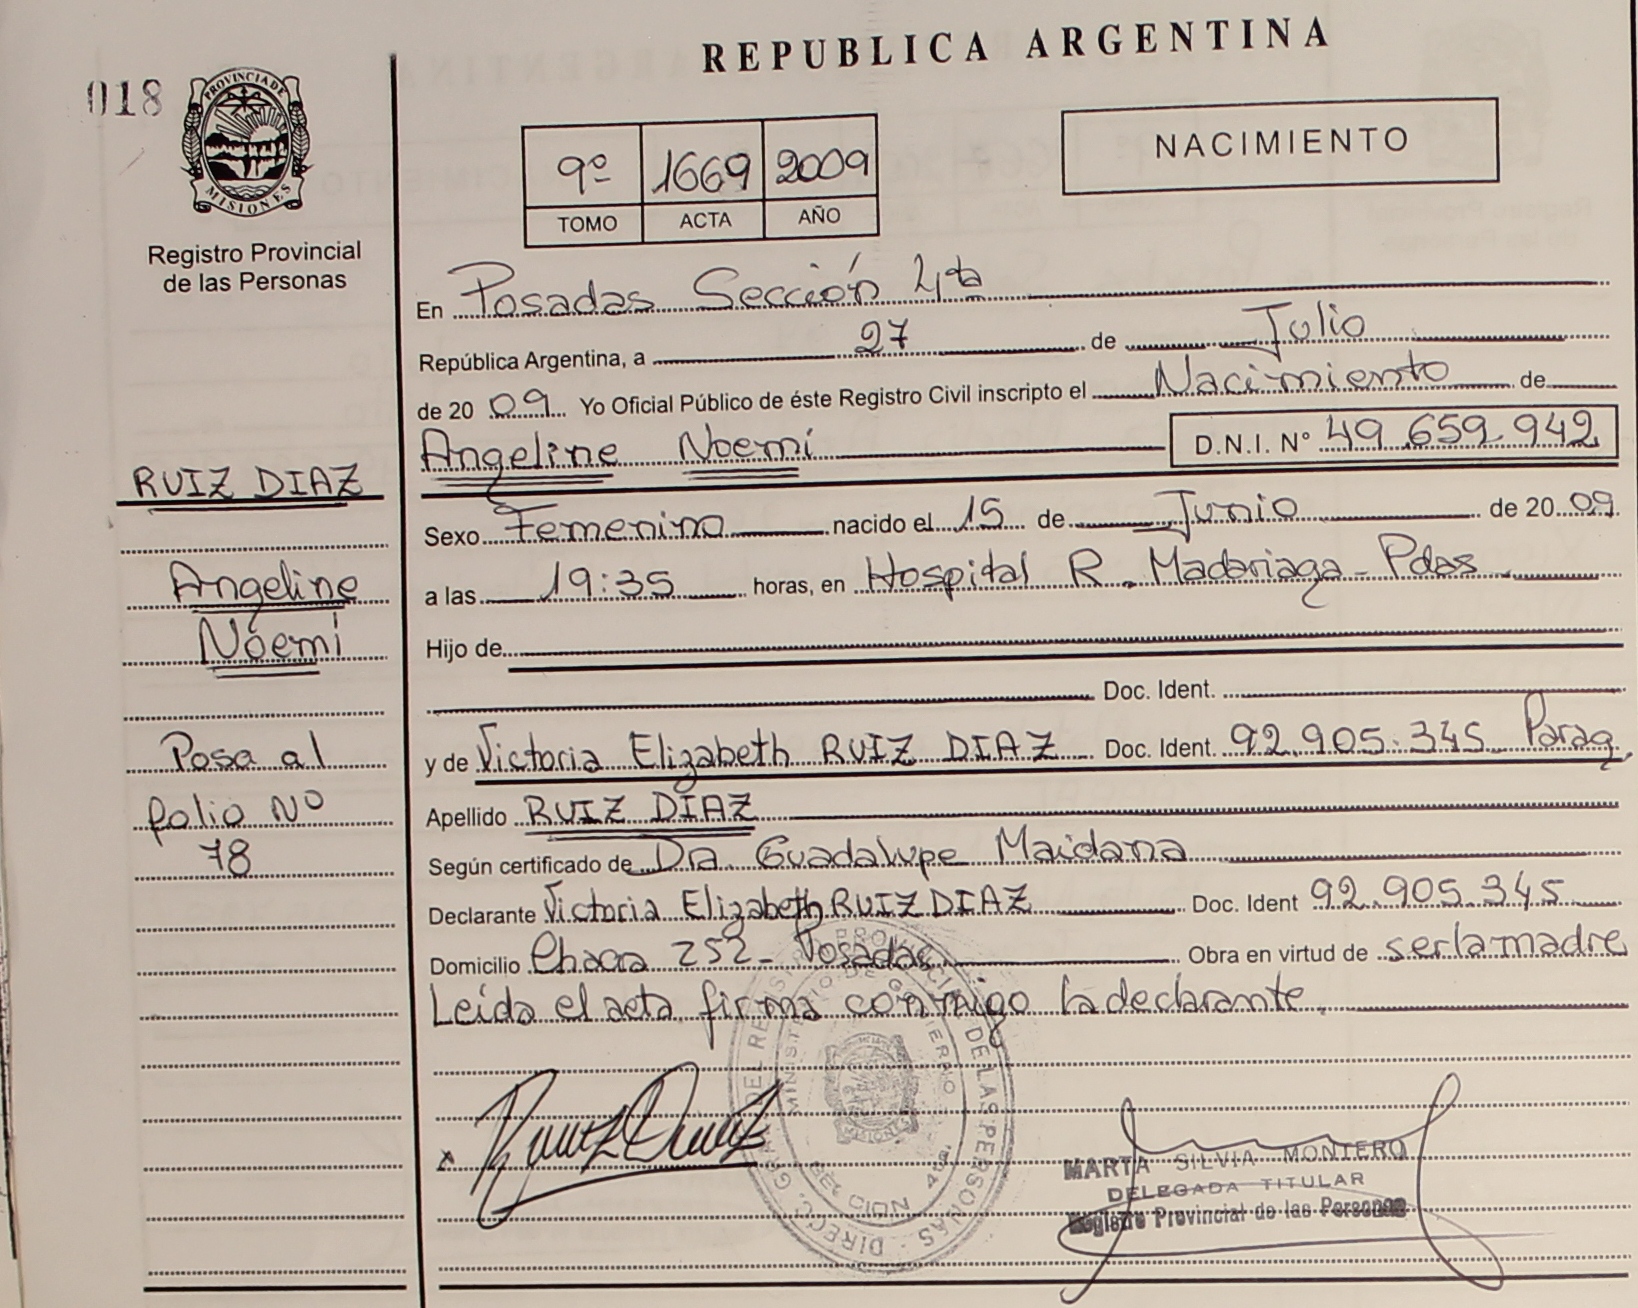 REPUBLICA ARGENTINA
018
PROVINCIA DE
MISIONES
Registro Provincial
de las Personas
9º 1669 2009
TOMO ACTA AÑO
NACIMIENTO
En Posadas Sección 4ta
República Argentina, a 27 de Julio
de 20 09 Yo Oficial Público de éste Registro Civil inscripto el Nacimiento de
Angeline Noemí D.N.I. Nº 49.659.942
RUIZ DIAZ
Angeline
Noemí
Pasa al
folio Nº
78
Sexo Femenino nacido el 15 de Junio de 20 09
a las 19:35 horas, en Hospital R. Madariaga - Pdas
Hijo de
Doc. Ident.
y de Victoria Elizabeth RUIZ DIAZ Doc. Ident. 92.905.345 Parag.
Apellido RUIZ DÍAZ
Según certificado de Dra Guadalupe Maidana
Declarante Victoria Elizabeth RUIZ DIAZ Doc. Ident 92.905.345
Domicilio Chacra 252 - Posadas Obra en virtud de ser la madre
Leída el acta firma conmigo la declarante.
MARTA SILVIA MONTERO
DELEGADA TITULAR
Registro Provincial de las Personas